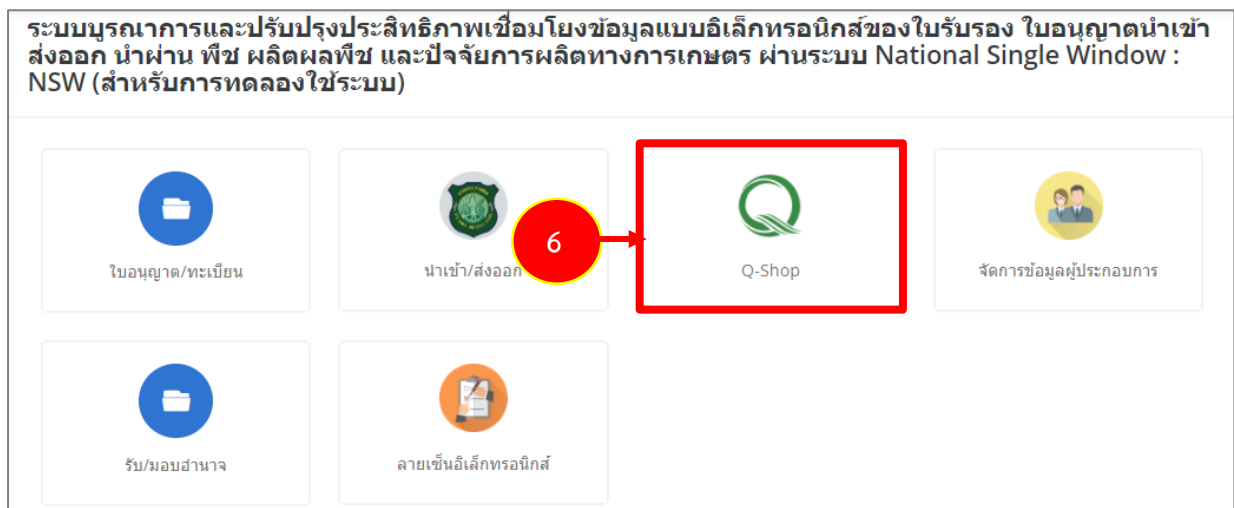 ระบบบูรณาการและปรับปรุงประสิทธิภาพเชื่อมโยงข้อมูลแบบอิเล็กทรอนิกส์ของใบรับรอง ใบอนุญาตนำเข้า
ส่งออก นำผ่าน พืช ผลิตผลพืช และปัจจัยการผลิตทางการเกษตร ผ่านระบบ National Single Window :
NSW (สำหรับการทดลองใช้ระบบ)
6
ใบอนุญาต/ทะเบียน
นำเข้า/ส่งออก
Q-Shop
จัดการข้อมูลผู้ประกอบการ
รับ/มอบอำนาจ
ลายเซ็นอิเล็กทรอนิกส์